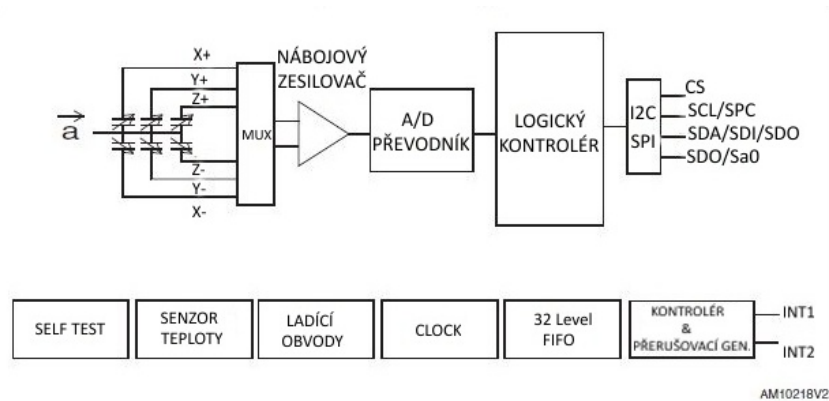 X+
Y+
Z+
a
Z-
Y-
X-
MUX
NÁBOJOVÝ
ZESILOVAČ
A/D
PŘEVODNÍK
LOGICKÝ
KONTROLÉR
I2C
SPI
CS
SCL/SPC
SDA/SDI/SDO
SDO/Sa0
SELF TEST
SENZOR
TEPLOTY
LADÍCÍ
OBVODY
CLOCK
32 Level
FIFO
KONTROLÉR
&
PŘERUŠOVACÍ GEN.
INT1
INT2
AM10218V2